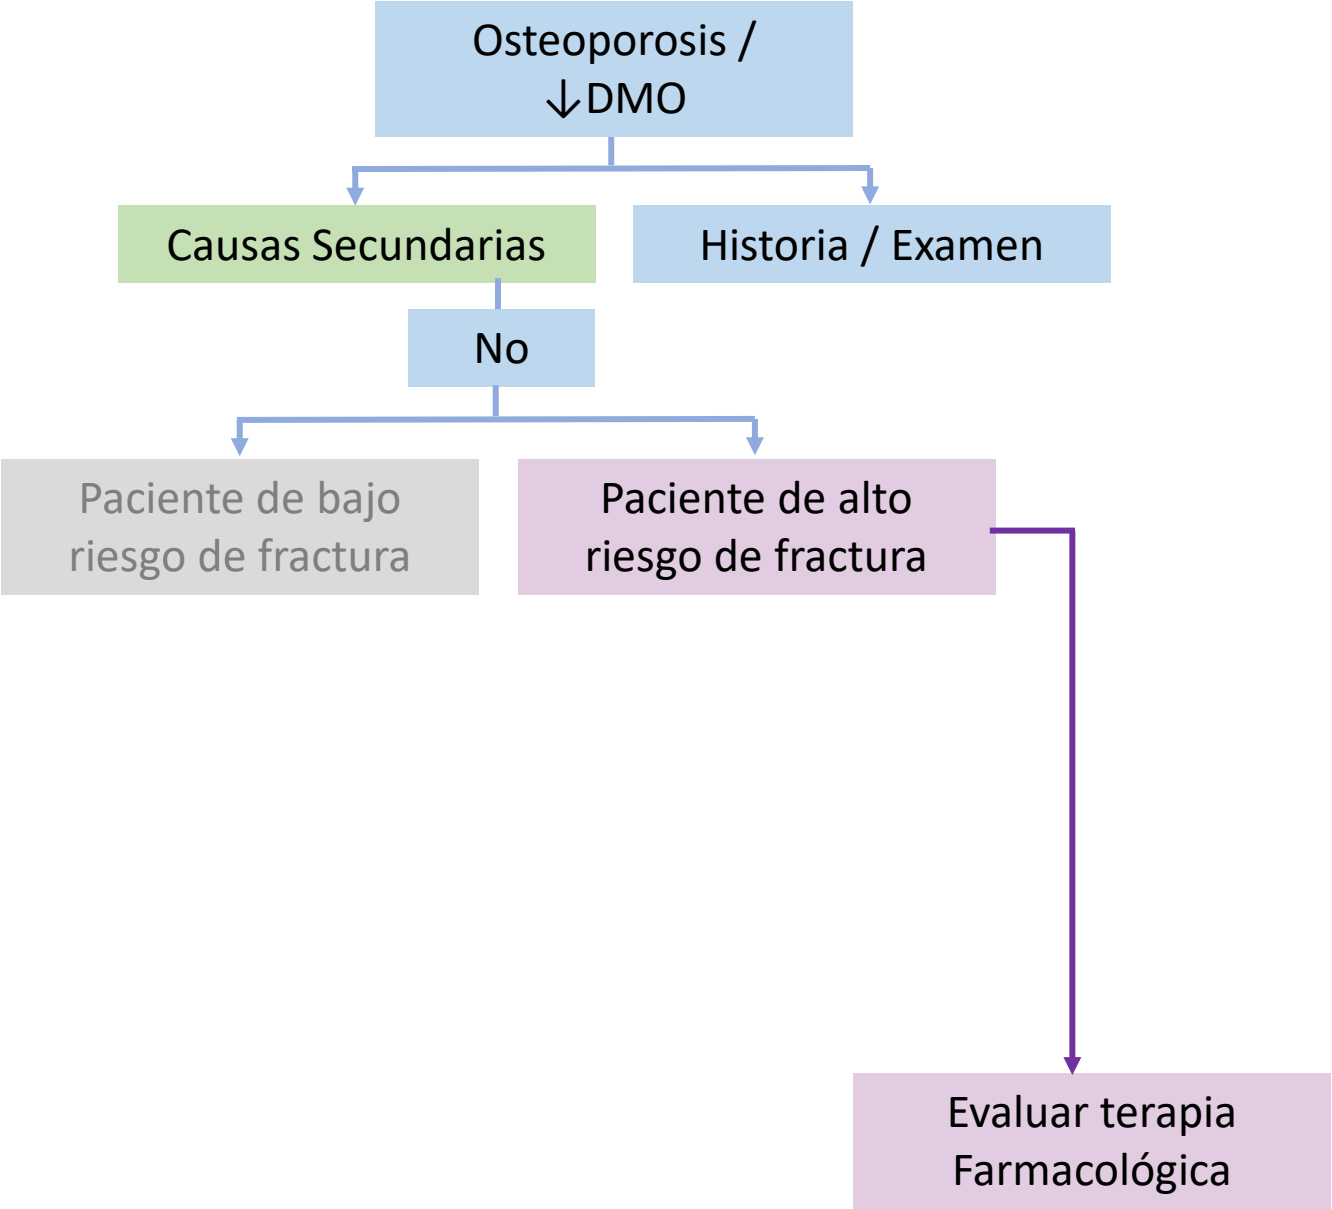 Osteoporosis /
↓DMO
Causas Secundarias
Historia / Examen
No
Paciente de bajo
riesgo de fractura
Paciente de alto
riesgo de fractura
Evaluar terapia
Farmacológica